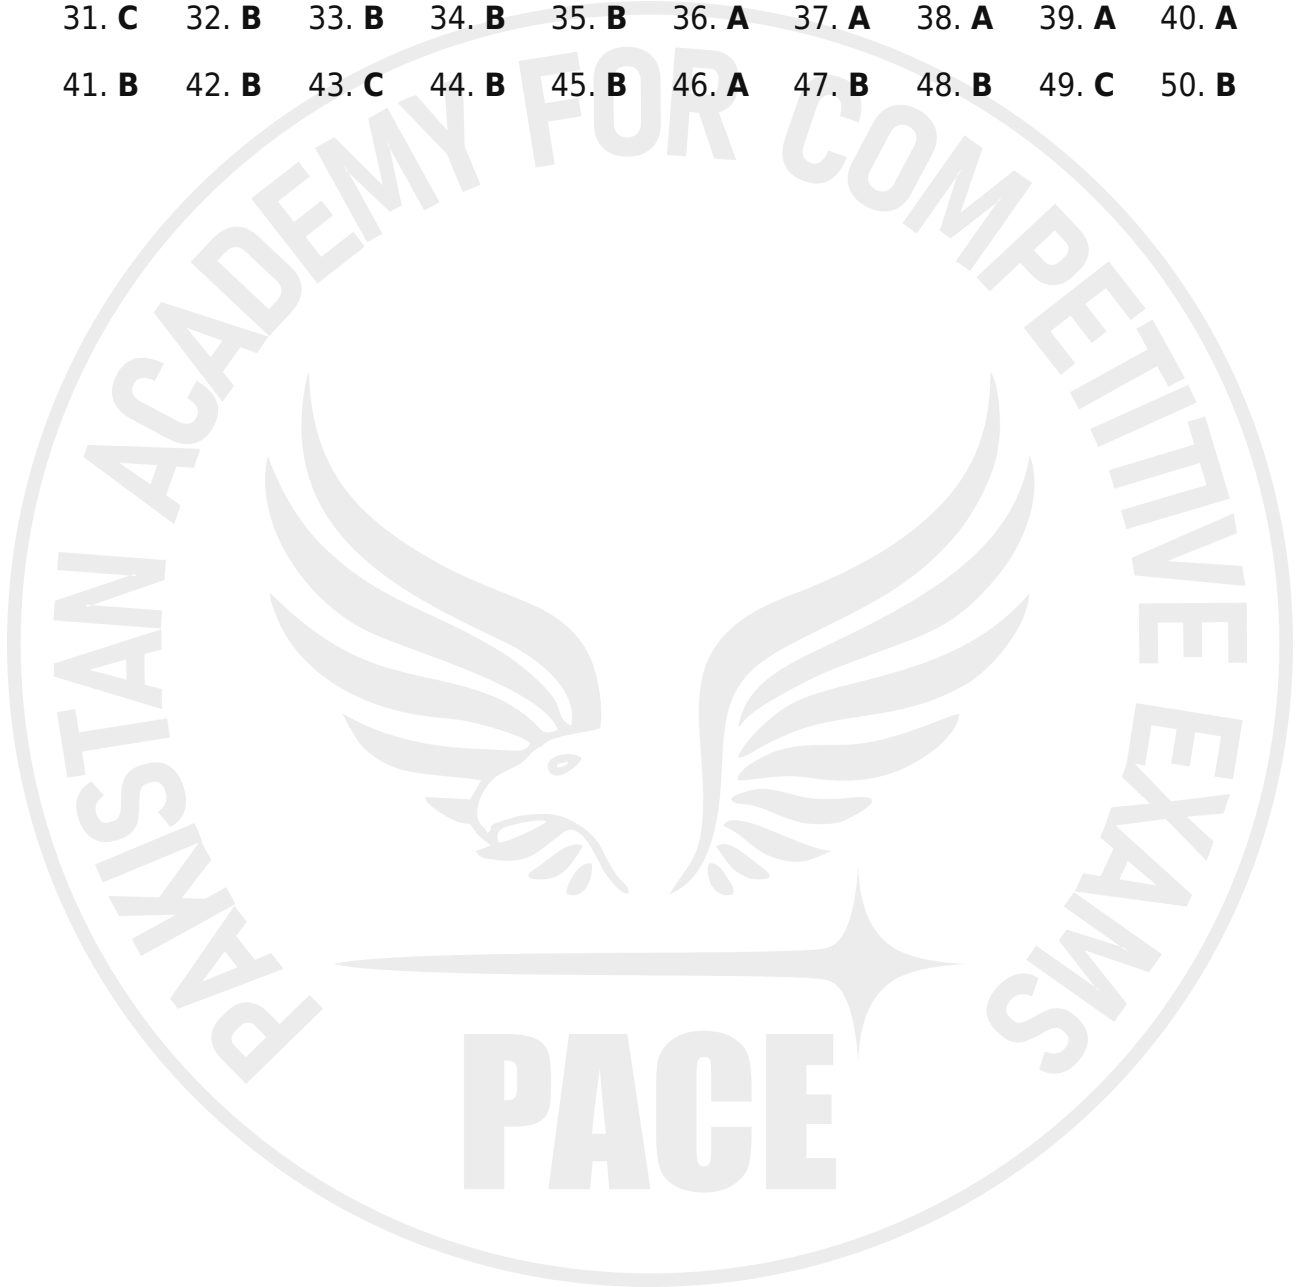 31. C 32. B 33. B 34. B 35. B 36. A 37. A 38. A 39. A 40. A
41. B 42. B 43. C 44. B 45. B 46. A 47. B 48. B 49. C 50. B
PAKISTAN ACADEMY FOR COMPETITIVE EXAMS
PACE